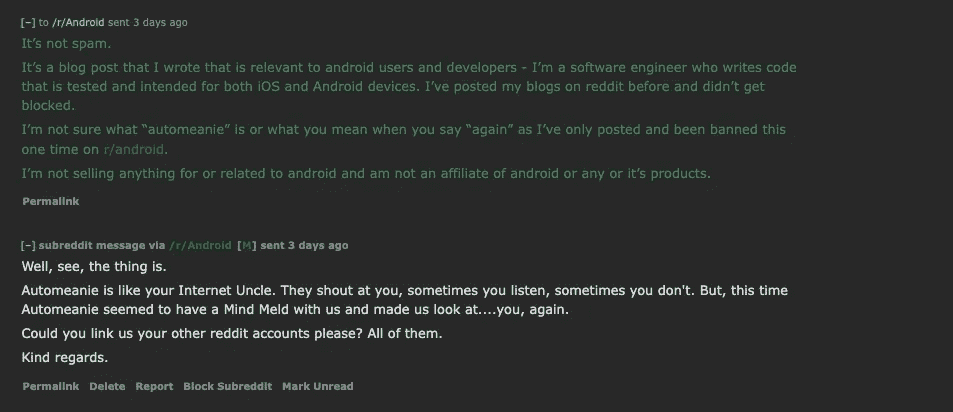 [–] to /r/Android sent 3 days ago
It's not spam.
It's a blog post that I wrote that is relevant to android users and developers - I'm a software engineer who writes code
that is tested and intended for both iOS and Android devices. I've posted my blogs on reddit before and didn't get
blocked.
I'm not sure what “automeanie” is or what you mean when you say “again” as I've only posted and been banned this
one time on r/android.
I'm not selling anything for or related to android and am not an affiliate of android or any or it's products.
Permalink
[–] subreddit message via /r/Android [M] sent 3 days ago
Well, see, the thing is.
Automeanie is like your Internet Uncle. They shout at you, sometimes you listen, sometimes you don't. But, this time
Automeanie seemed to have a Mind Meld with us and made us look at....you, again.
Could you link us your other reddit accounts please? All of them.
Kind regards.
Permalink Delete Report Block Subreddit Mark Unread